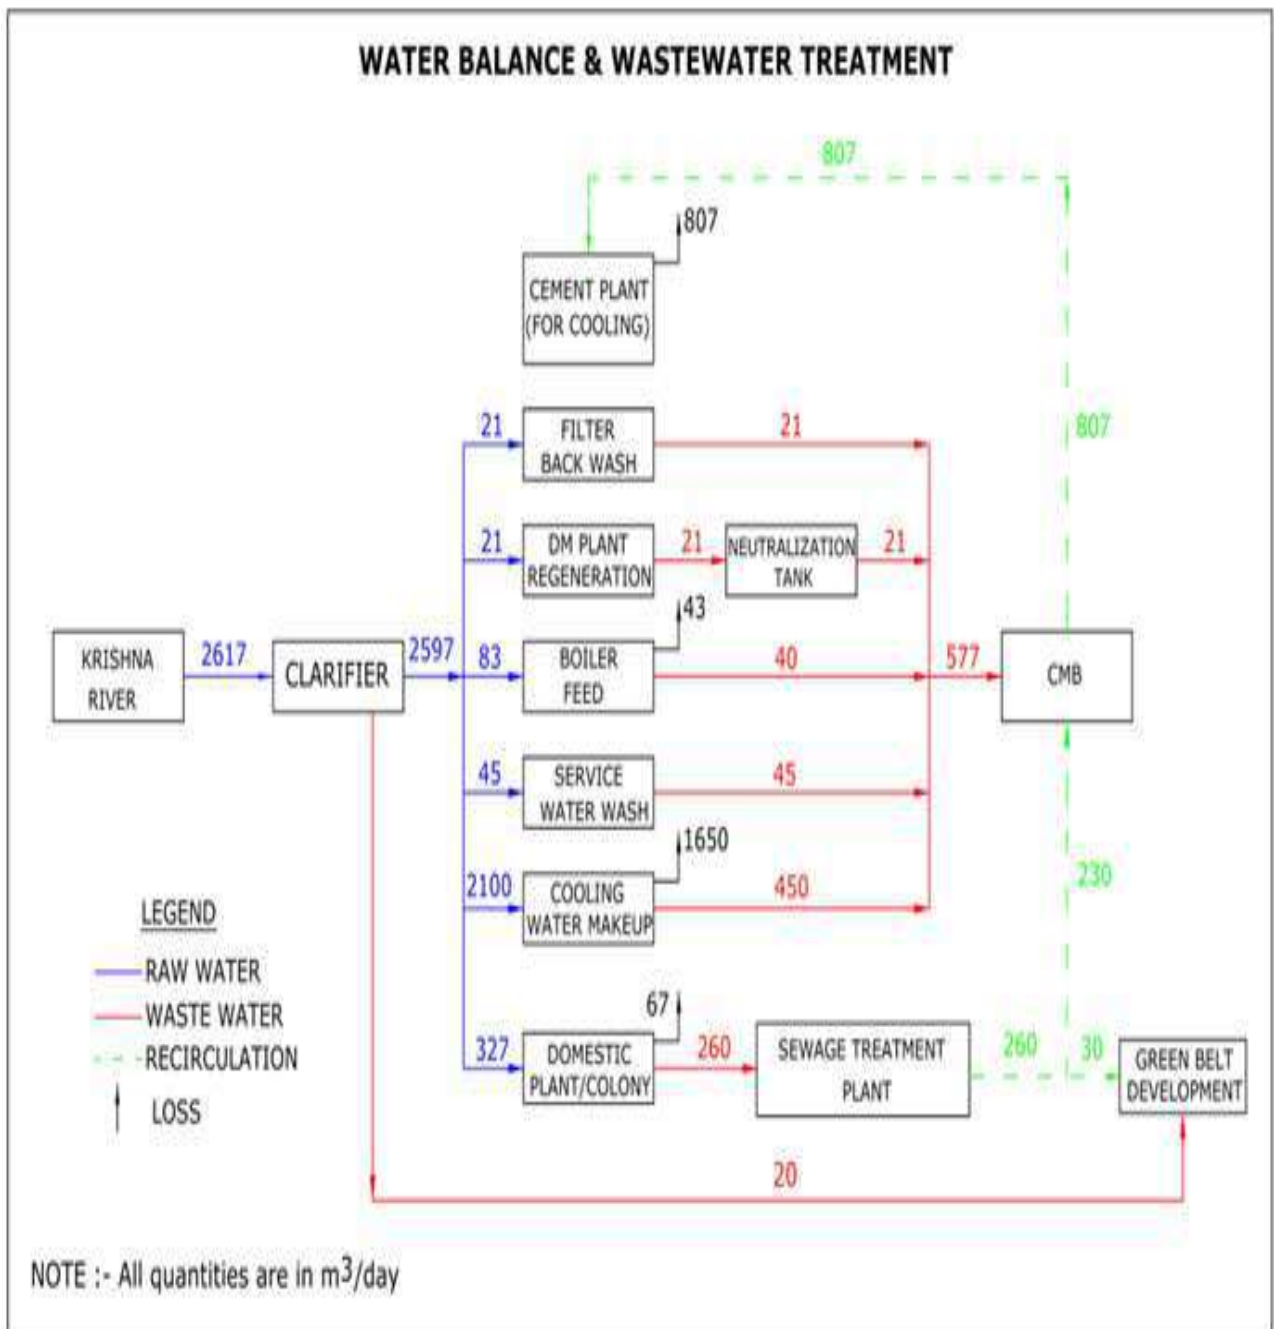 WATER BALANCE & WASTEWATER TREATMENT
807
807
CEMENT PLANT
(FOR COOLING)
807
21
FILTER
BACK WASH
21
21
DM PLANT
REGENERATION
21
NEUTRALIZATION
TANK
21
43
KRISHNA
RIVER
2617
CLARIFIER
2597
83
BOILER
FEED
40
577
CMB
45
SERVICE
WATER WASH
45
1650
2100
COOLING
WATER MAKEUP
450
230
LEGEND
RAW WATER
WASTE WATER
RECIRCULATION
LOSS
67
327
DOMESTIC
PLANT/COLONY
260
SEWAGE TREATMENT
PLANT
260
30
GREEN BELT
DEVELOPMENT
20
NOTE :- All quantities are in m³/day